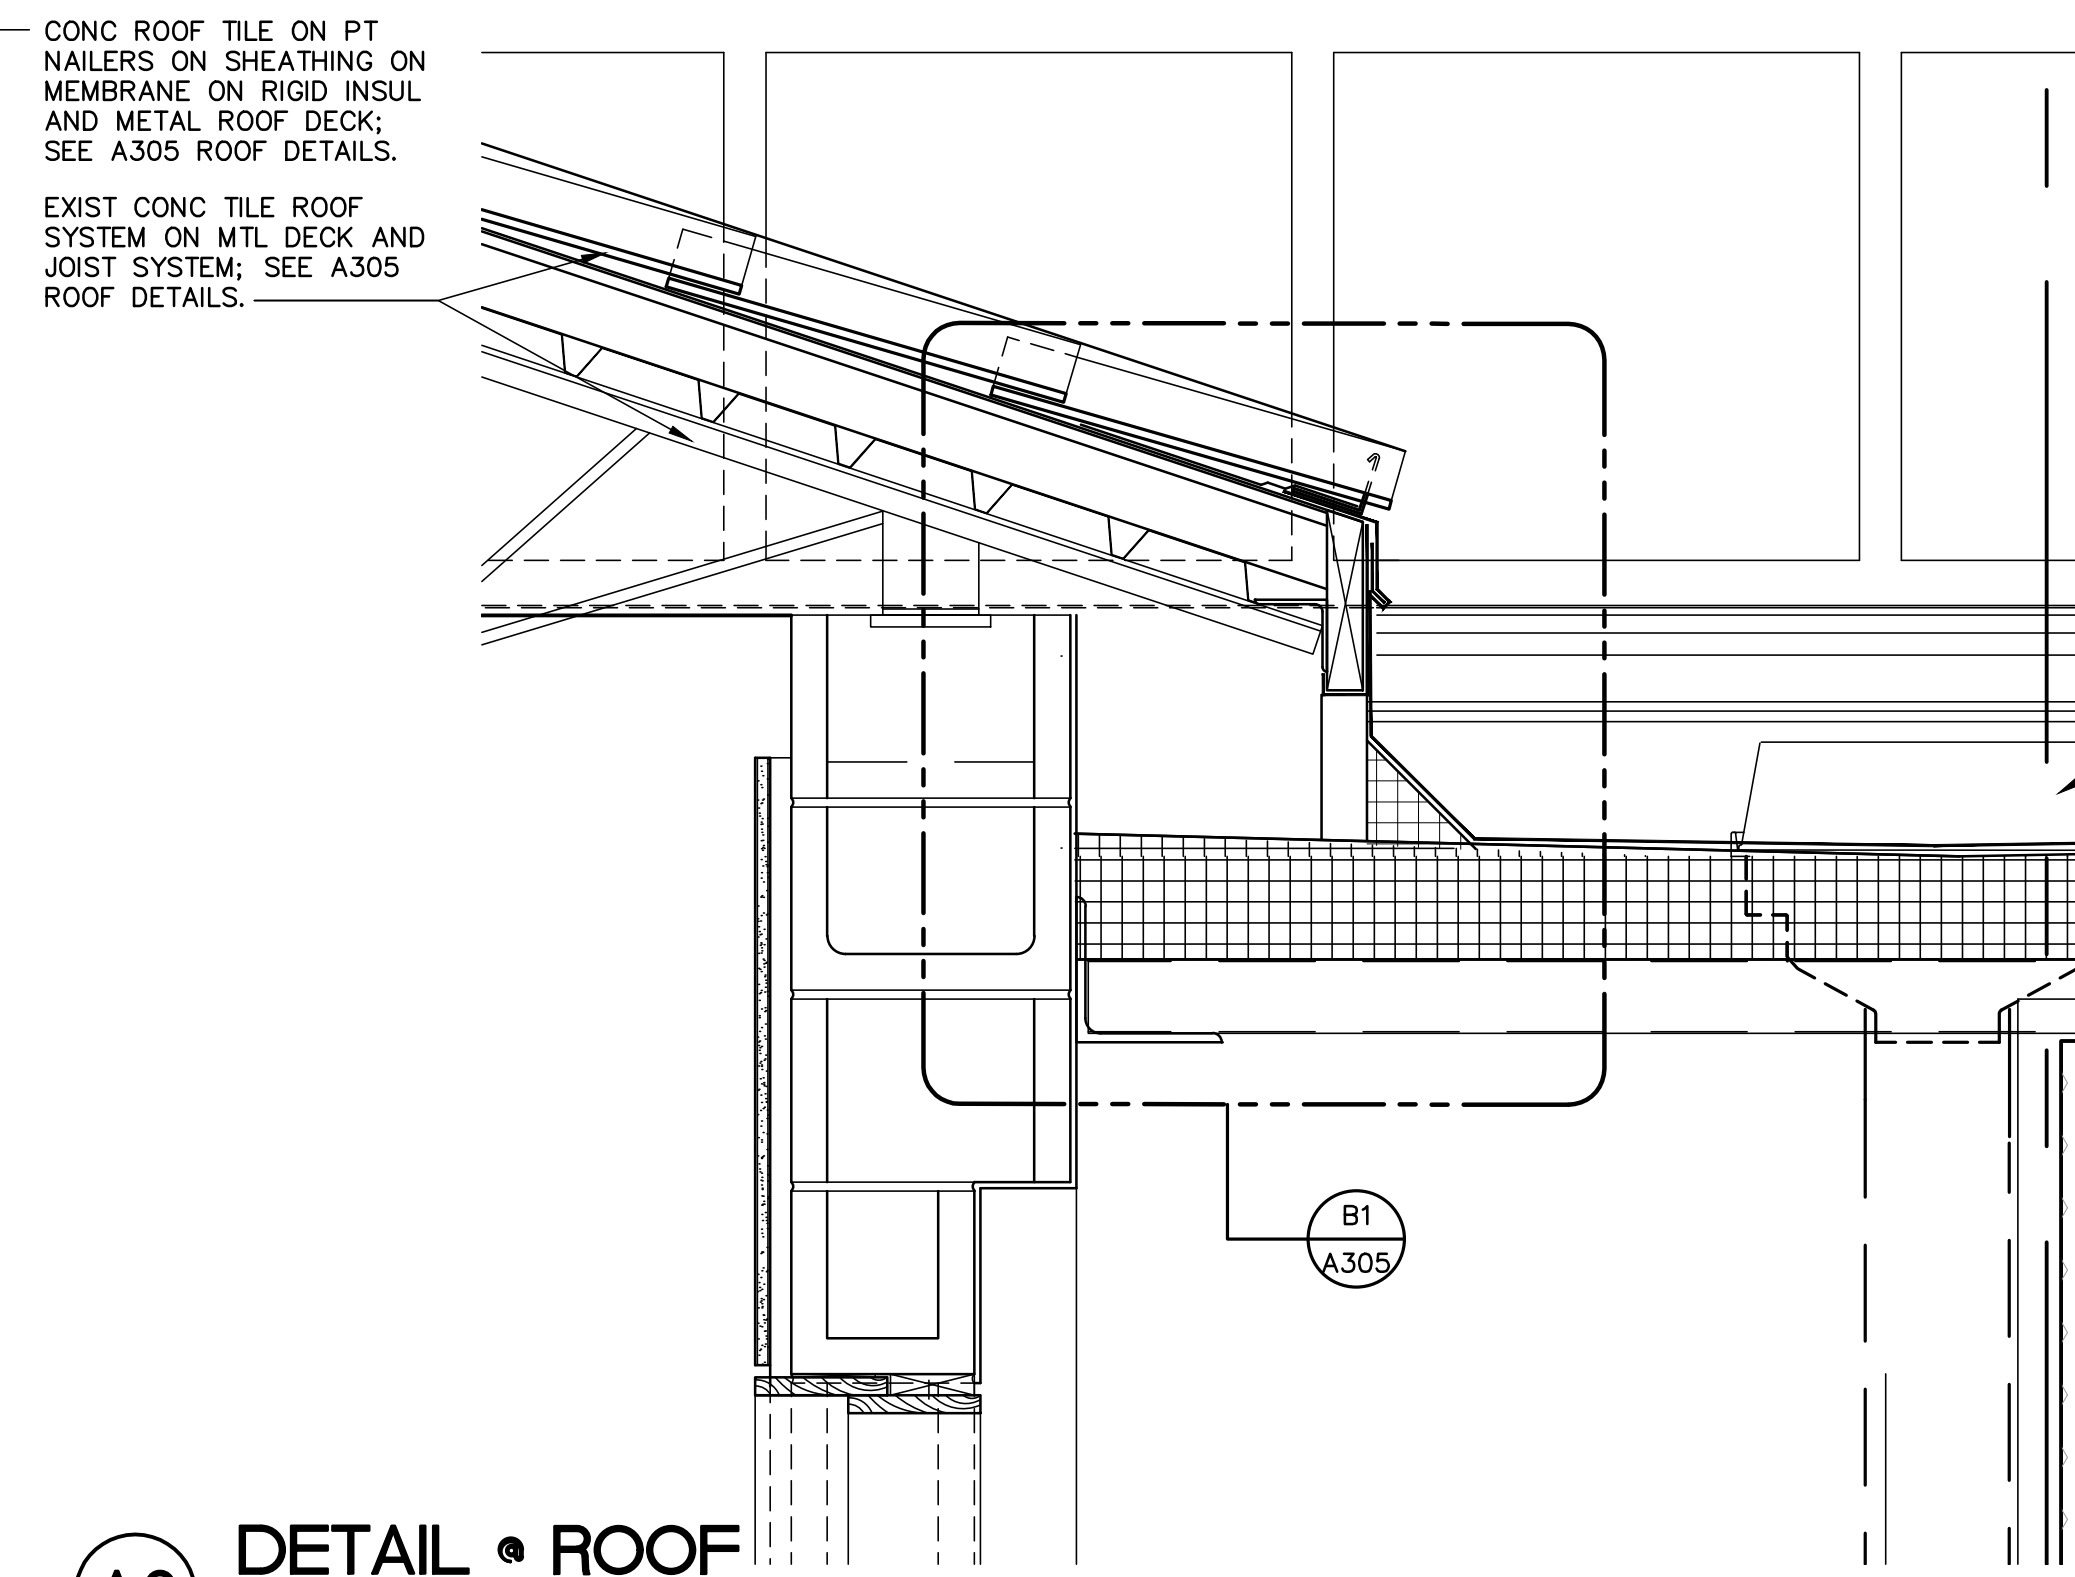 CONC ROOF TILE ON PT
NAILERS ON SHEATHING ON
MEMBRANE ON RIGID INSUL
AND METAL ROOF DECK;
SEE A305 ROOF DETAILS.
EXIST CONC TILE ROOF
SYSTEM ON MTL DECK AND
JOIST SYSTEM; SEE A305
ROOF DETAILS.
B1
A305
DETAIL @ ROOF